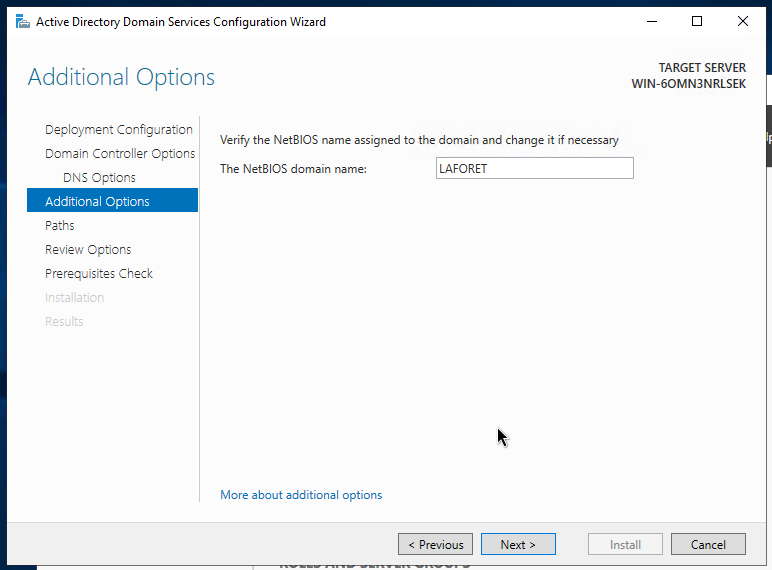 Active Directory Domain Services Configuration Wizard
Additional Options
TARGET SERVER
WIN-6OMN3NRLSEK
Deployment Configuration
Domain Controller Options
DNS Options
Additional Options
Paths
Review Options
Prerequisites Check
Installation
Results
Verify the NetBIOS name assigned to the domain and change it if necessary
The NetBIOS domain name: LAFORET
More about additional options
< Previous Next > Install Cancel
ROLES AND SERVER GROUPS